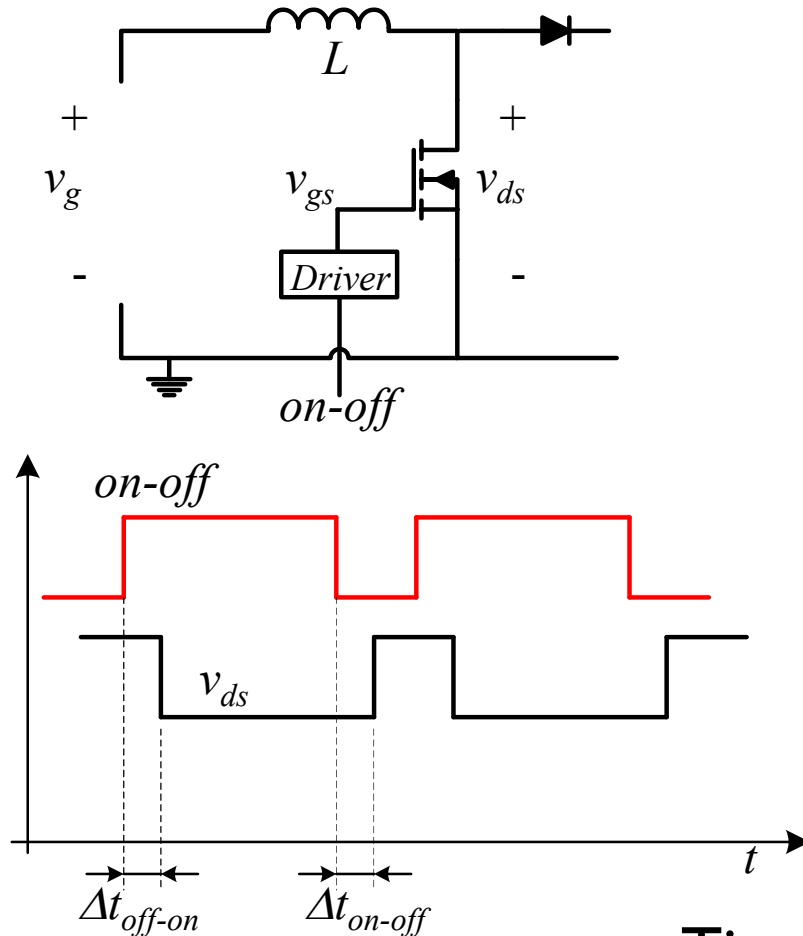 L
+ +
v_g v_gs v_ds
- -
Driver
on-off
on-off
v_ds
t
Δt_off-on Δt_on-off